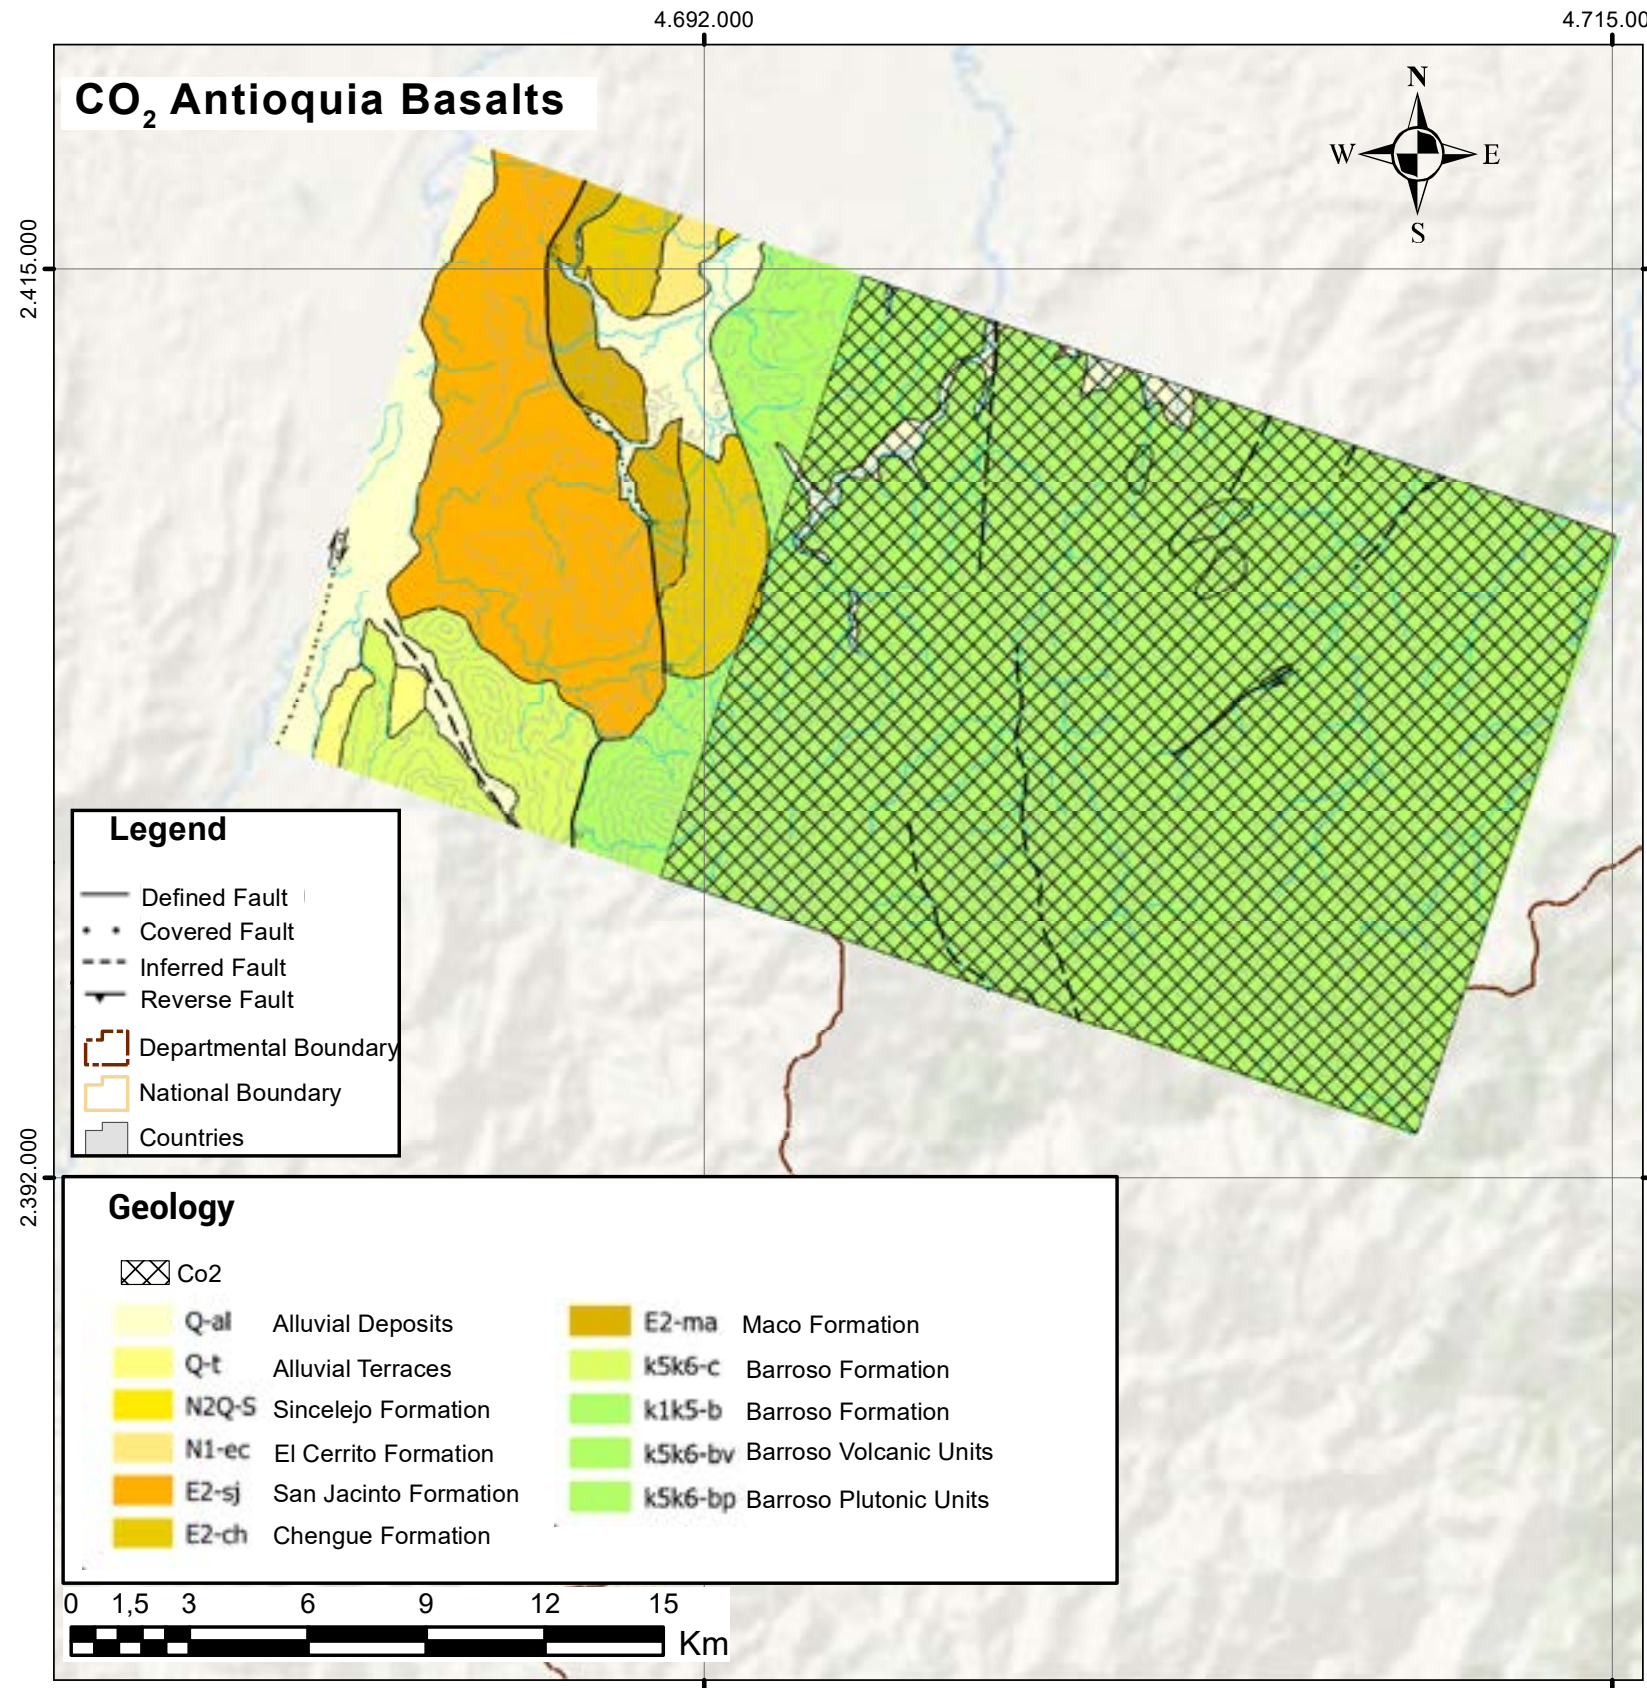 4.692.000
4.715.00
CO2 Antioquia Basalts
N
W E
S
2.415.000
2.392.000
Legend
Defined Fault
Covered Fault
Inferred Fault
Reverse Fault
Departmental Boundary
National Boundary
Countries
Geology
Co2
Q-al Alluvial Deposits
Q-t Alluvial Terraces
N2Q-S Sincelejo Formation
N1-ec El Cerrito Formation
E2-sj San Jacinto Formation
E2-ch Chengue Formation
E2-ma Maco Formation
k5k6-c Barroso Formation
k1k5-b Barroso Formation
k5k6-bv Barroso Volcanic Units
k5k6-bp Barroso Plutonic Units
0 1,5 3 6 9 12 15
Km